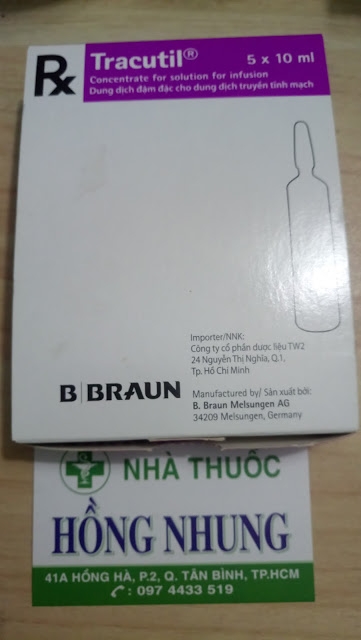 Rx Tracutil® 5 x 10 ml
Concentrate for solution for infusion
Dung dịch đậm đặc cho dung dịch truyền tĩnh mạch
Importer/NNK:
Công ty cổ phần dược liệu TW2
24 Nguyễn Thị Nghĩa, Q.1,
Tp. Hồ Chí Minh
B|BRAUN
Manufactured by/ Sản xuất bởi:
B. Braun Melsungen AG
34209 Melsungen, Germany
NHÀ THUỐC
HỒNG NHUNG
41A HỒNG HÀ, P.2, Q. TÂN BÌNH, TP.HCM
: 097 4433 519